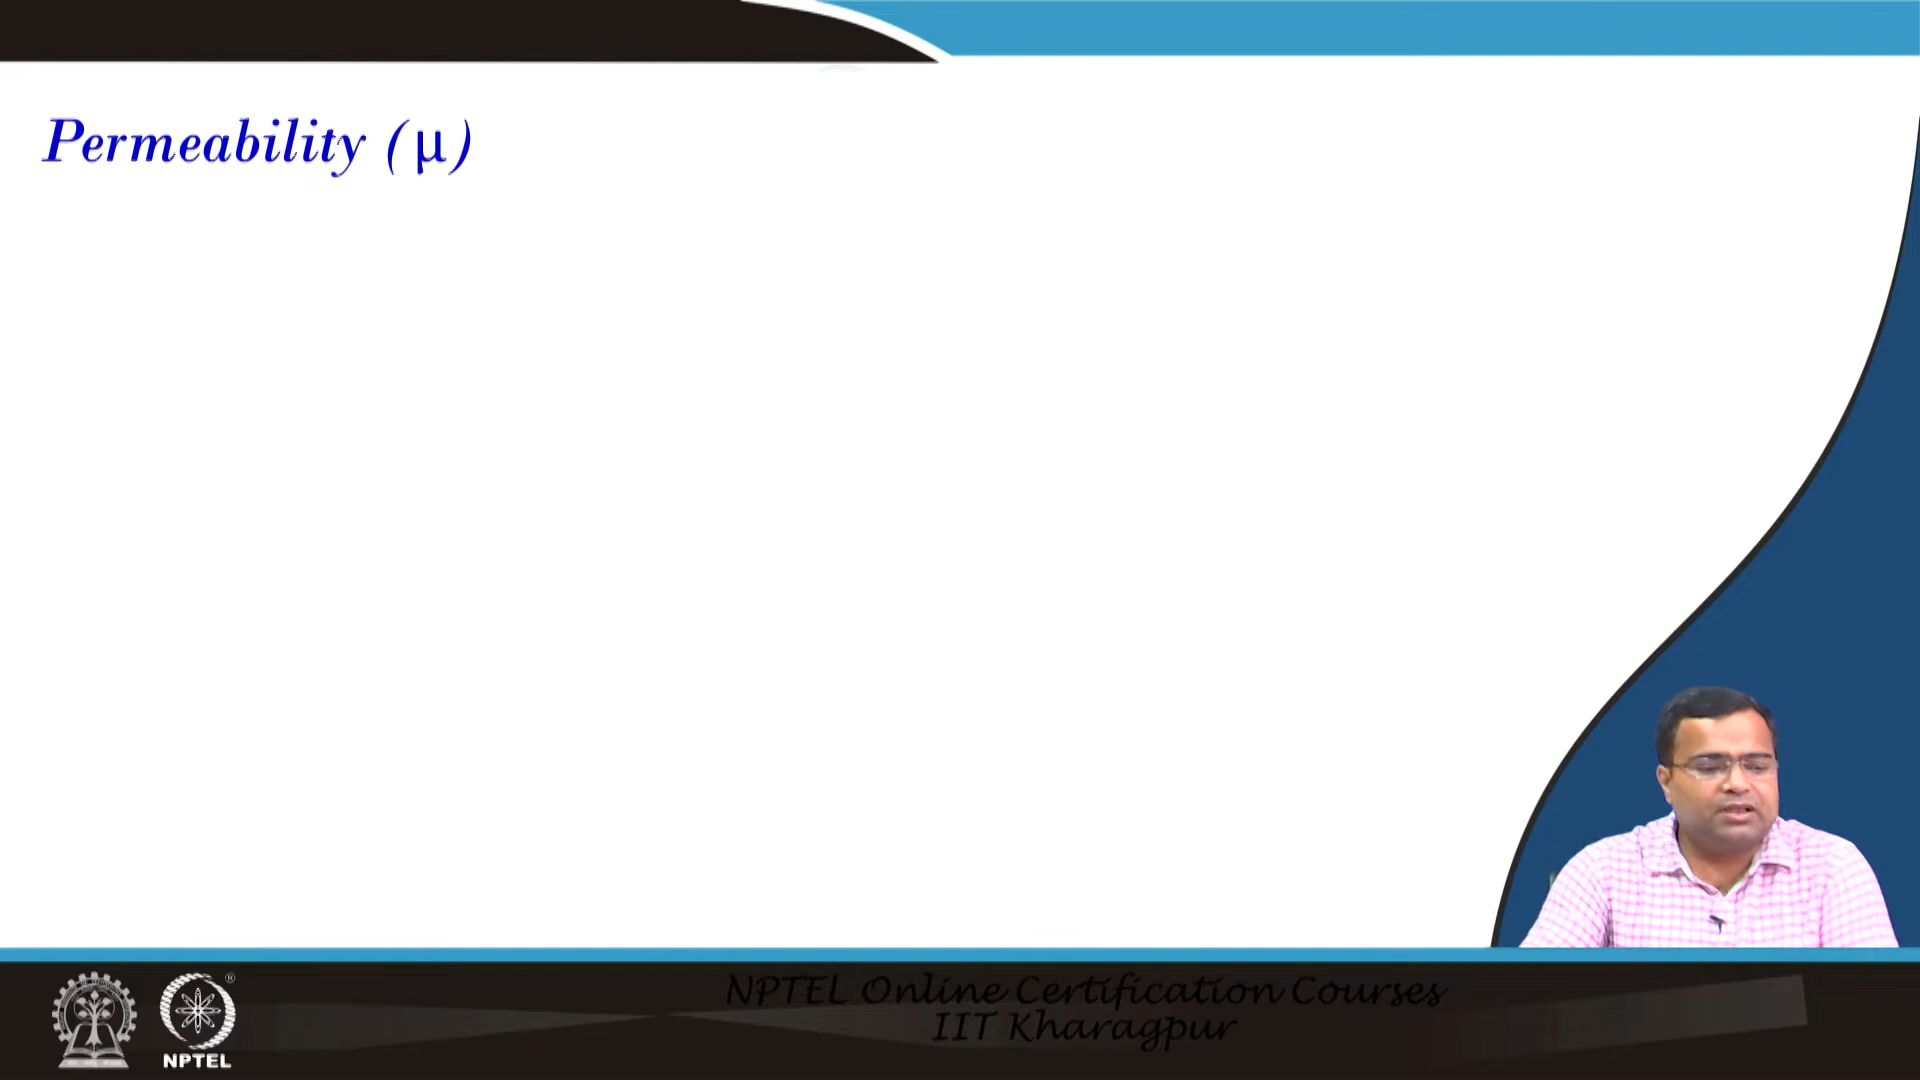 Permeability (μ)
NPTEL Online Certification Courses
IIT Kharagpur
NPTEL
®